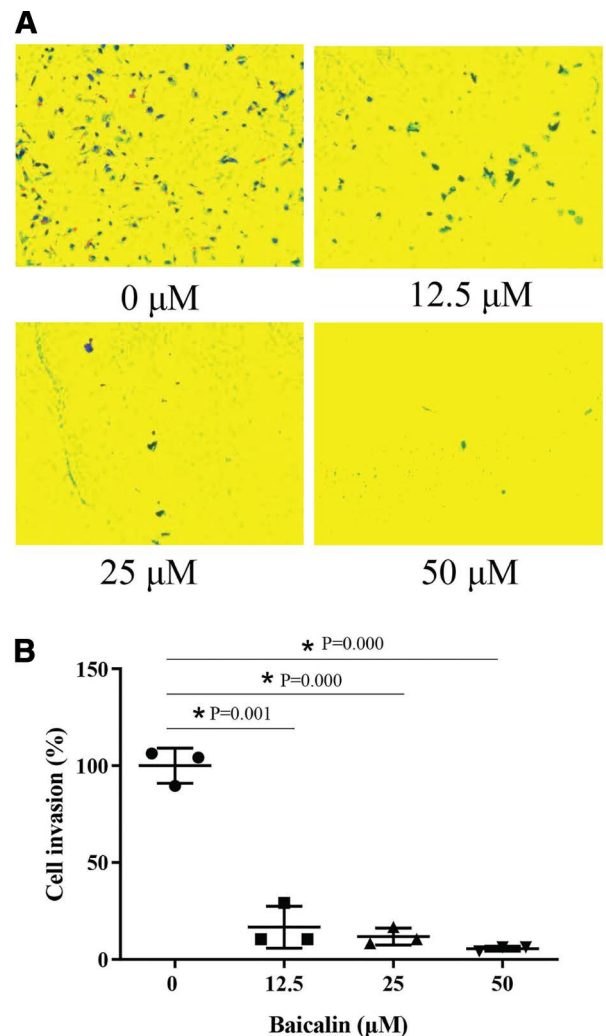 A
0 μM
12.5 μM
25 μM
50 μM
B
* P=0.000
* P=0.000
* P=0.001
150
100
50
0
Cell invasion (%)
0 12.5 25 50
Baicalin (μM)